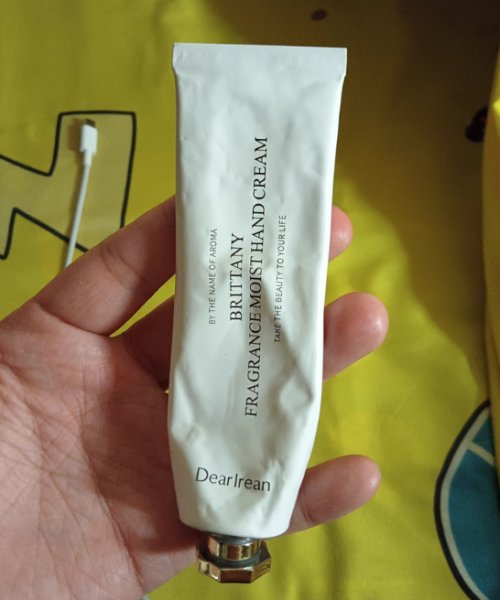 BY THE NAME OF AROMA
BRITTANY
FRAGRANCE MOIST HAND CREAM
TAKE THE BEAUTY TO YOUR LIFE
DearIrean